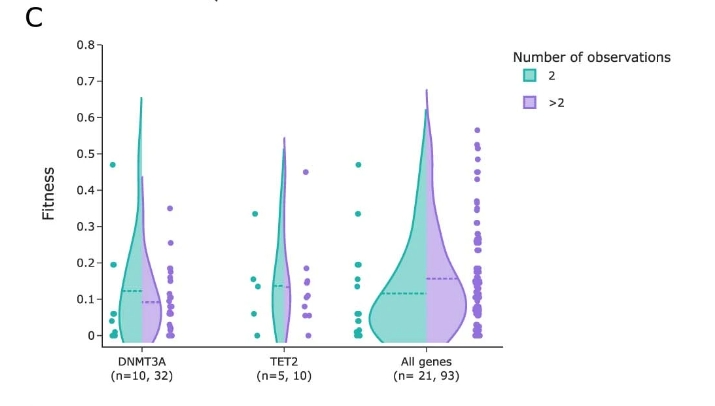 C
Number of observations
2
>2
Fitness
0.8
0.7
0.6
0.5
0.4
0.3
0.2
0.1
0
DNMT3A
(n=10, 32)
TET2
(n=5, 10)
All genes
(n= 21, 93)